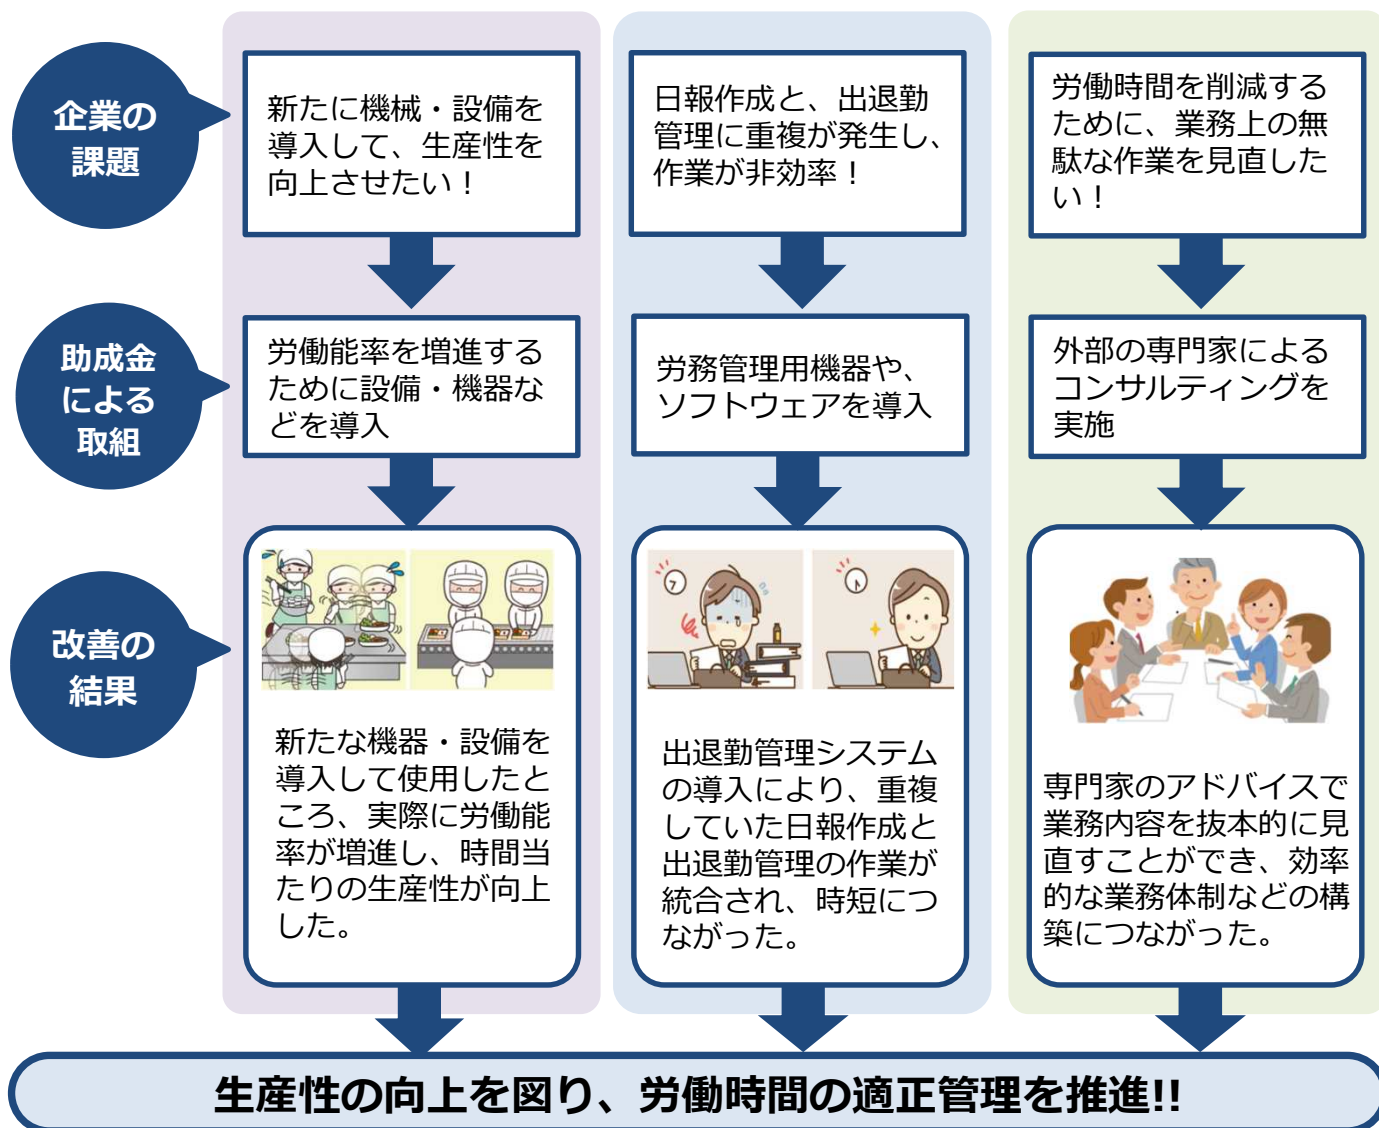 企業の
課題
新たに機械・設備を
導入して、生産性を
向上させたい！
日報作成と、出退勤
管理に重複が発生し、
作業が非効率！
労働時間を削減する
ために、業務上の無
駄な作業を見直した
い！
助成金
による
取組
労働能率を増進する
ために設備・機器な
どを導入
労務管理用機器や、
ソフトウェアを導入
外部の専門家による
コンサルティングを
実施
改善の
結果
新たな機器・設備を
導入して使用したと
ころ、実際に労働能
率が増進し、時間当
たりの生産性が向上
した。
出退勤管理システム
の導入により、重複
していた日報作成と
出退勤管理の作業が
統合され、時短につ
ながった。
専門家のアドバイスで
業務内容を抜本的に見
直すことができ、効率
的な業務体制などの構
築につながった。
生産性の向上を図り、労働時間の適正管理を推進!!